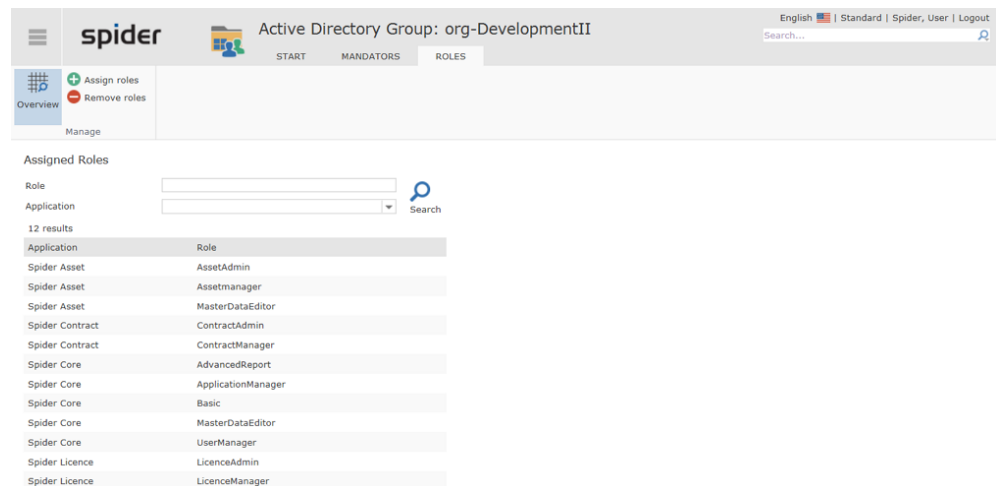 English | Standard | Spider, User | Logout
spider
Active Directory Group: org-DevelopmentII
Search...
START MANDATORS ROLES
Overview
Assign roles
Remove roles
Manage
Assigned Roles
Role
Application
Search
12 results
Application Role
Spider Asset AssetAdmin
Spider Asset Assetmanager
Spider Asset MasterDataEditor
Spider Contract ContractAdmin
Spider Contract ContractManager
Spider Core AdvancedReport
Spider Core ApplicationManager
Spider Core Basic
Spider Core MasterDataEditor
Spider Core UserManager
Spider Licence LicenceAdmin
Spider Licence LicenceManager